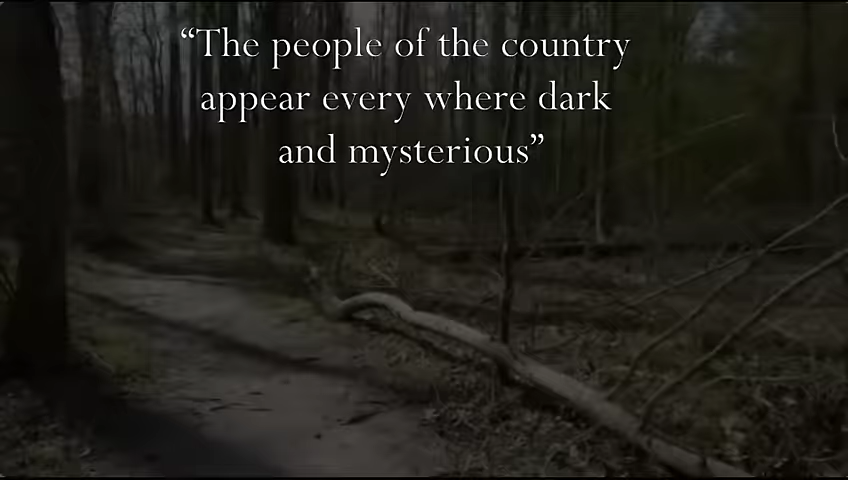 “The people of the country
appear every where dark
and mysterious”